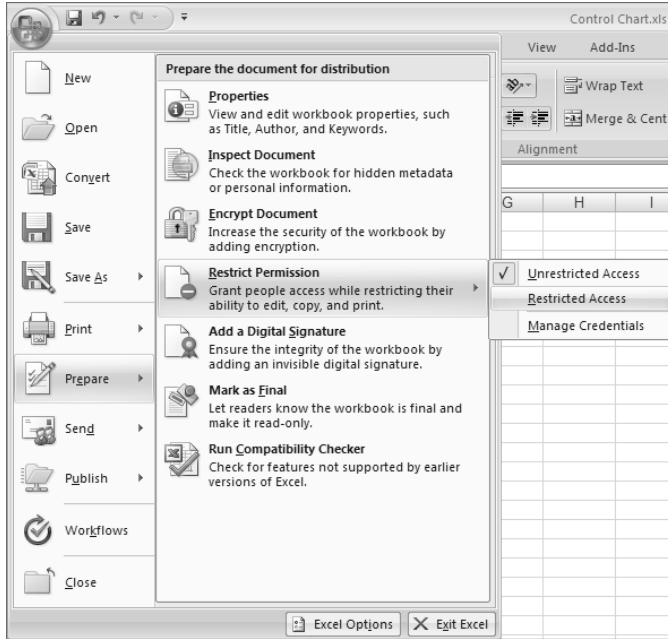 Control Chart.xls
View Add-Ins
Wrap Text
Merge & Cent
Alignment
G H I
New
Open
Convert
Save
Save As
Print
Prepare
Send
Publish
Workflows
Close
Prepare the document for distribution
Properties
View and edit workbook properties, such
as Title, Author, and Keywords.
Inspect Document
Check the workbook for hidden metadata
or personal information.
Encrypt Document
Increase the security of the workbook by
adding encryption.
Restrict Permission
Grant people access while restricting their
ability to edit, copy, and print.
Add a Digital Signature
Ensure the integrity of the workbook by
adding an invisible digital signature.
Mark as Final
Let readers know the workbook is final and
make it read-only.
Run Compatibility Checker
Check for features not supported by earlier
versions of Excel.
Unrestricted Access
Restricted Access
Manage Credentials
Excel Options Exit Excel